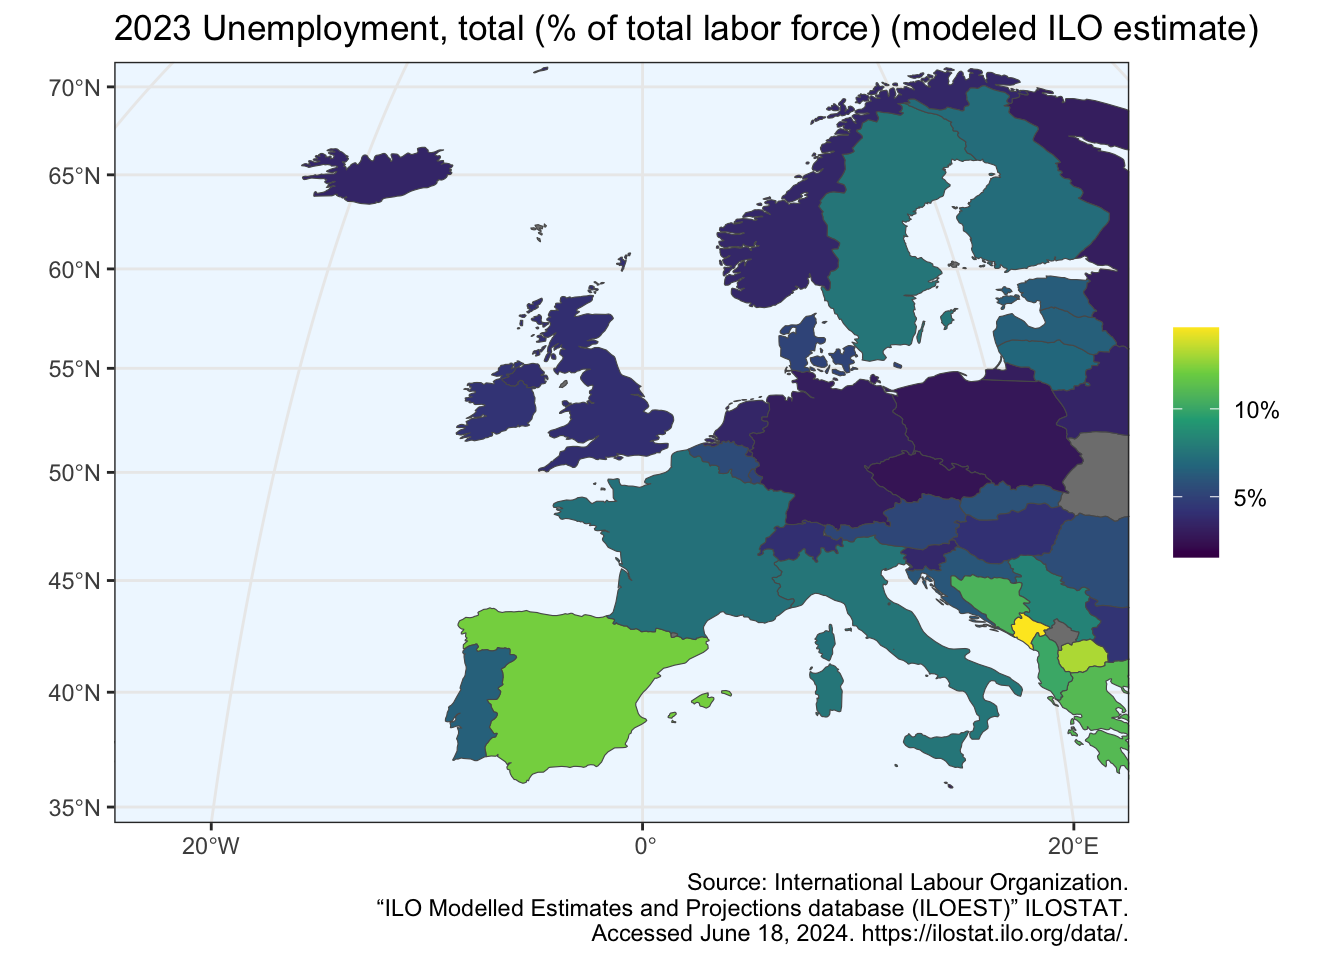 2023 Unemployment, total (% of total labor force) (modeled ILO estimate)
70°N
65°N
60°N
55°N
50°N
45°N
40°N
35°N
20°W
0°
20°E
10%
5%
Source: International Labour Organization.
“ILO Modelled Estimates and Projections database (ILOEST)” ILOSTAT.
Accessed June 18, 2024. https://ilostat.ilo.org/data/.